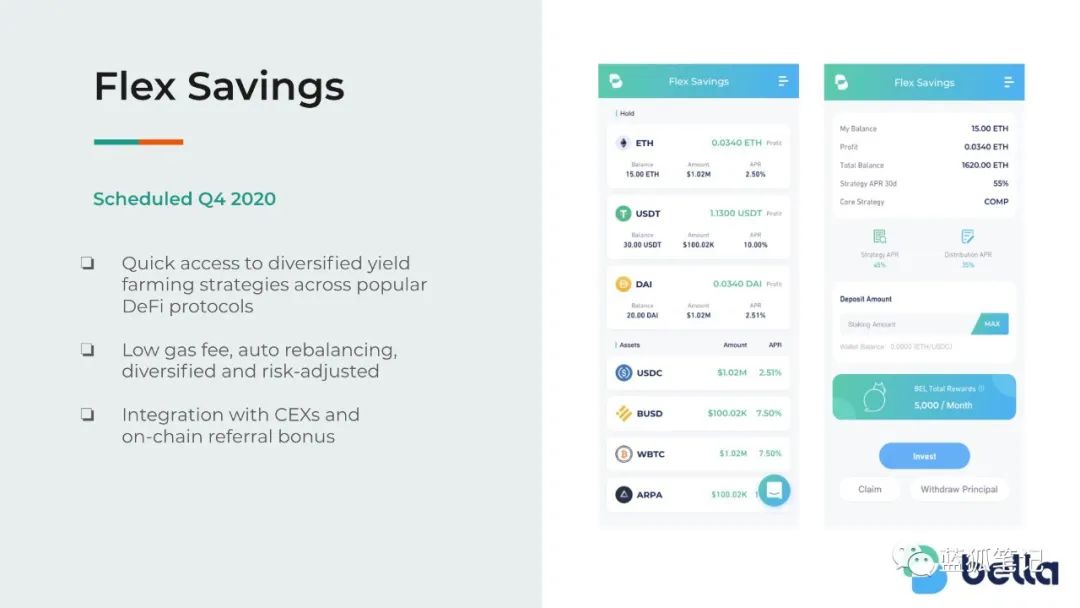 Flex Savings
Scheduled Q4 2020
Quick access to diversified yield
farming strategies across popular
DeFi protocols
Low gas fee, auto rebalancing,
diversified and risk-adjusted
Integration with CEXs and
on-chain referral bonus
Flex Savings
Hold
ETH 0.0340 ETH Profit
Balance Amount APR
15.00 ETH $1.02M 2.50%
USDT 1.1300 USDT Profit
Balance Amount APR
30.00 USDT $100.02K 10.00%
DAI 0.0340 DAI Profit
Balance Amount APR
20.00 DAI $1.02M 2.51%
Assets Amount APR
USDC $1.02M 2.51%
BUSD $100.02K 7.50%
WBTC $1.02M 7.50%
ARPA $100.02K
Flex Savings
My Balance 15.00 ETH
Profit 0.0340 ETH
Total Balance 1620.00 ETH
Strategy APR 30d 55%
Core Strategy COMP
Strategy APR Distribution APR
45% 35%
Deposit Amount
Staking Amount MAX
Wallet Balance: 0.0000 (ETH/USDC)
BEL Total Rewards
5,000 / Month
Invest
Claim Withdraw Principal
蓝狐笔记
bella